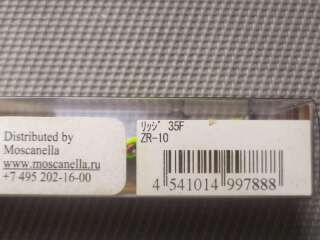 Distributed by
Moscanella
www.moscanella.ru
+7 495 202-16-00
ﾘｯｼﾞ 35F
ZR-10
4 541014 997888